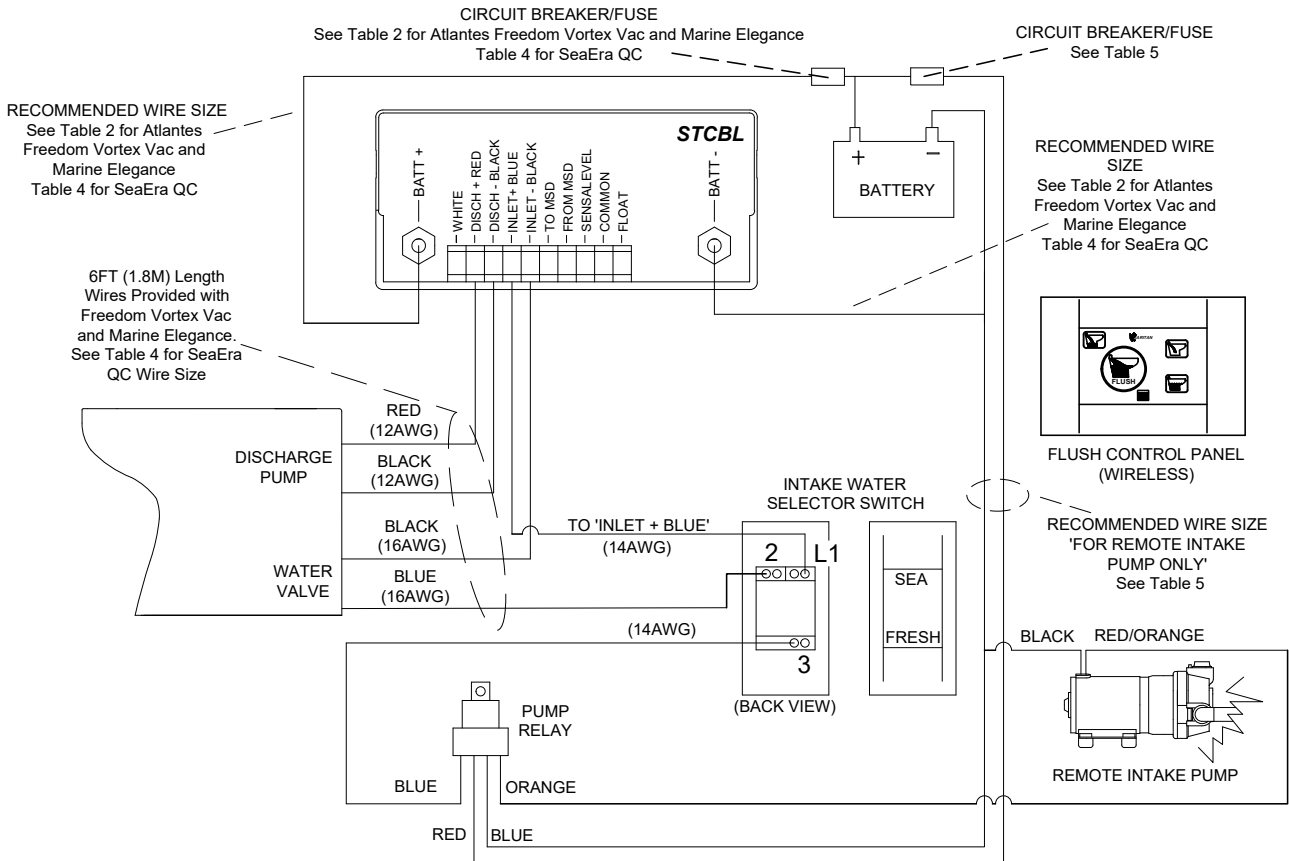 CIRCUIT BREAKER/FUSE
See Table 2 for Atlantes Freedom Vortex Vac and Marine Elegance
Table 4 for SeaEra QC
CIRCUIT BREAKER/FUSE
See Table 5
RECOMMENDED WIRE SIZE
See Table 2 for Atlantes
Freedom Vortex Vac and
Marine Elegance
Table 4 for SeaEra QC
STCBL
BATT +
WHITE
DISCH + RED
DISCH - BLACK
INLET+ BLUE
INLET - BLACK
TO MSD
FROM MSD
SENSALEVEL
COMMON
FLOAT
BATT -
+
−
BATTERY
RECOMMENDED WIRE
SIZE
See Table 2 for Atlantes
Freedom Vortex Vac and
Marine Elegance
Table 4 for SeaEra QC
6FT (1.8M) Length
Wires Provided with
Freedom Vortex Vac
and Marine Elegance.
See Table 4 for SeaEra
QC Wire Size
FLUSH
FLUSH CONTROL PANEL
(WIRELESS)
DISCHARGE
PUMP
RED
(12AWG)
BLACK
(12AWG)
BLACK
(16AWG)
WATER
VALVE
BLUE
(16AWG)
TO 'INLET + BLUE'
(14AWG)
(14AWG)
INTAKE WATER
SELECTOR SWITCH
2
L1
3
(BACK VIEW)
SEA
FRESH
RECOMMENDED WIRE SIZE
'FOR REMOTE INTAKE
PUMP ONLY'
See Table 5
BLACK
RED/ORANGE
REMOTE INTAKE PUMP
PUMP
RELAY
BLUE
ORANGE
RED
BLUE